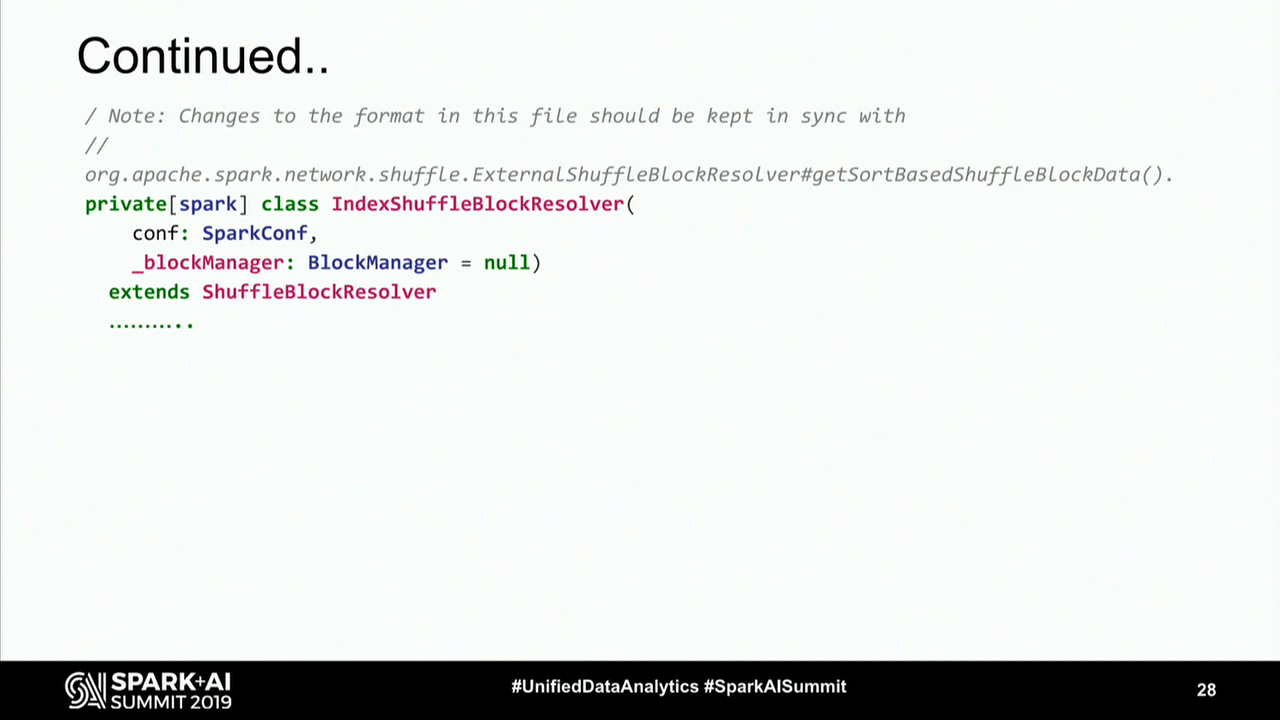 Continued..
/ Note: Changes to the format in this file should be kept in sync with
//
org.apache.spark.network.shuffle.ExternalShuffleBlockResolver#getSortBasedShuffleBlockData().
private[spark] class IndexShuffleBlockResolver(
conf: SparkConf,
_blockManager: BlockManager = null)
extends ShuffleBlockResolver
...........
SPARK+AI
SUMMIT 2019
#UnifiedDataAnalytics #SparkAISummit
28